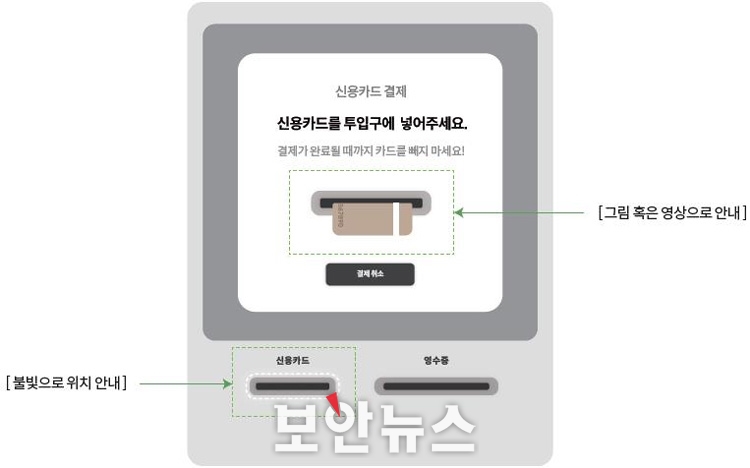 신용카드 결제
신용카드를 투입구에 넣어주세요.
결제가 완료될 때까지 카드를 빼지 마세요!
[그림 혹은 영상으로 안내]
결제 취소
신용카드
영수증
[불빛으로 위치 안내]
보안뉴스